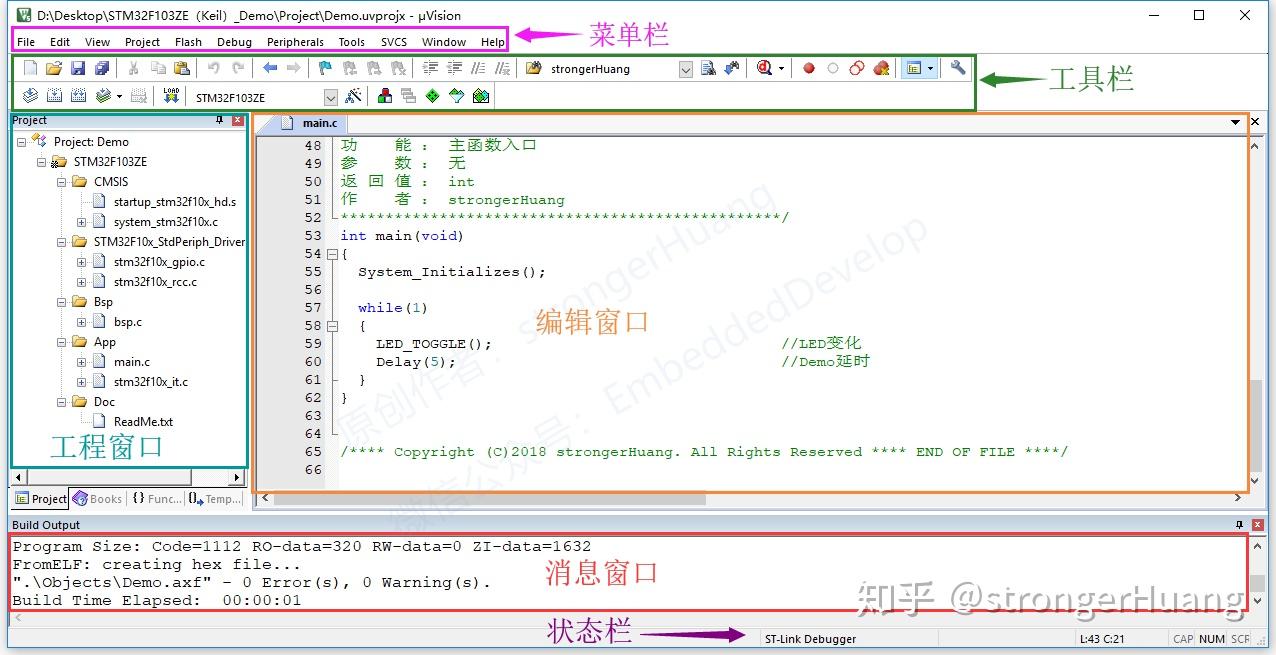 D:\Desktop\STM32F103ZE（Keil）_Demo\Project\Demo.uvprojx - µVision
File Edit View Project Flash Debug Peripherals Tools SVCS Window Help
菜单栏
strongerHuang
工具栏
LOAD
STM32F103ZE
Project
main.c
Project: Demo
STM32F103ZE
CMSIS
startup_stm32f10x_hd.s
system_stm32f10x.c
STM32F10x_StdPeriph_Driver
stm32f10x_gpio.c
stm32f10x_rcc.c
Bsp
bsp.c
App
main.c
stm32f10x_it.c
Doc
ReadMe.txt
工程窗口
Project Books {} Func... Temp...
48 功 能 ： 主函数入口
49 参 数 ： 无
50 返 回 值 ： int
51 作 者 ： strongerHuang
52 *************************************************/
53 int main(void)
54 {
55 System_Initializes();
56
57 while(1)
58 {
59 LED_TOGGLE(); //LED变化
60 Delay(5); //Demo延时
61 }
62 }
63
64
65 /**** Copyright (C)2018 strongerHuang. All Rights Reserved **** END OF FILE ****/
66
编辑窗口
原创作者：strongerHuang
微信公众号：EmbeddedDevelop
Build Output
Program Size: Code=1112 RO-data=320 RW-data=0 ZI-data=1632
FromELF: creating hex file...
".\Objects\Demo.axf" - 0 Error(s), 0 Warning(s).
Build Time Elapsed:  00:00:01
消息窗口
知乎 @strongerHuang
状态栏
ST-Link Debugger L:43 C:21 CAP NUM SCR